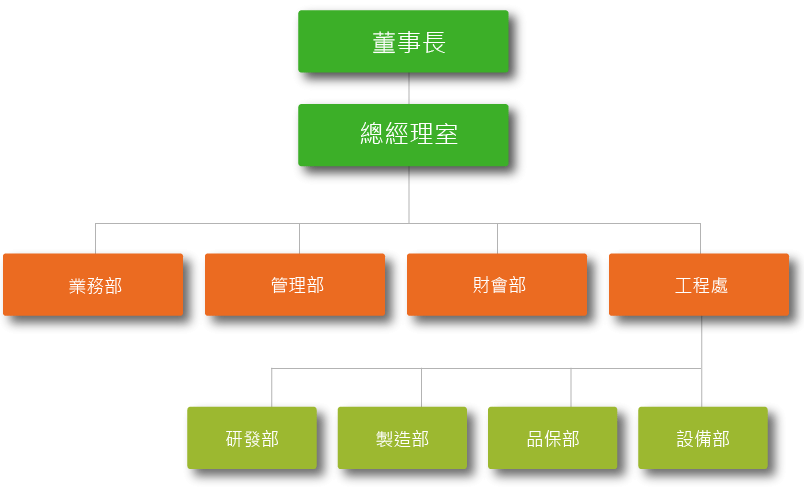 董事長
總經理室
業務部
管理部
財會部
工程處
研發部
製造部
品保部
設備部